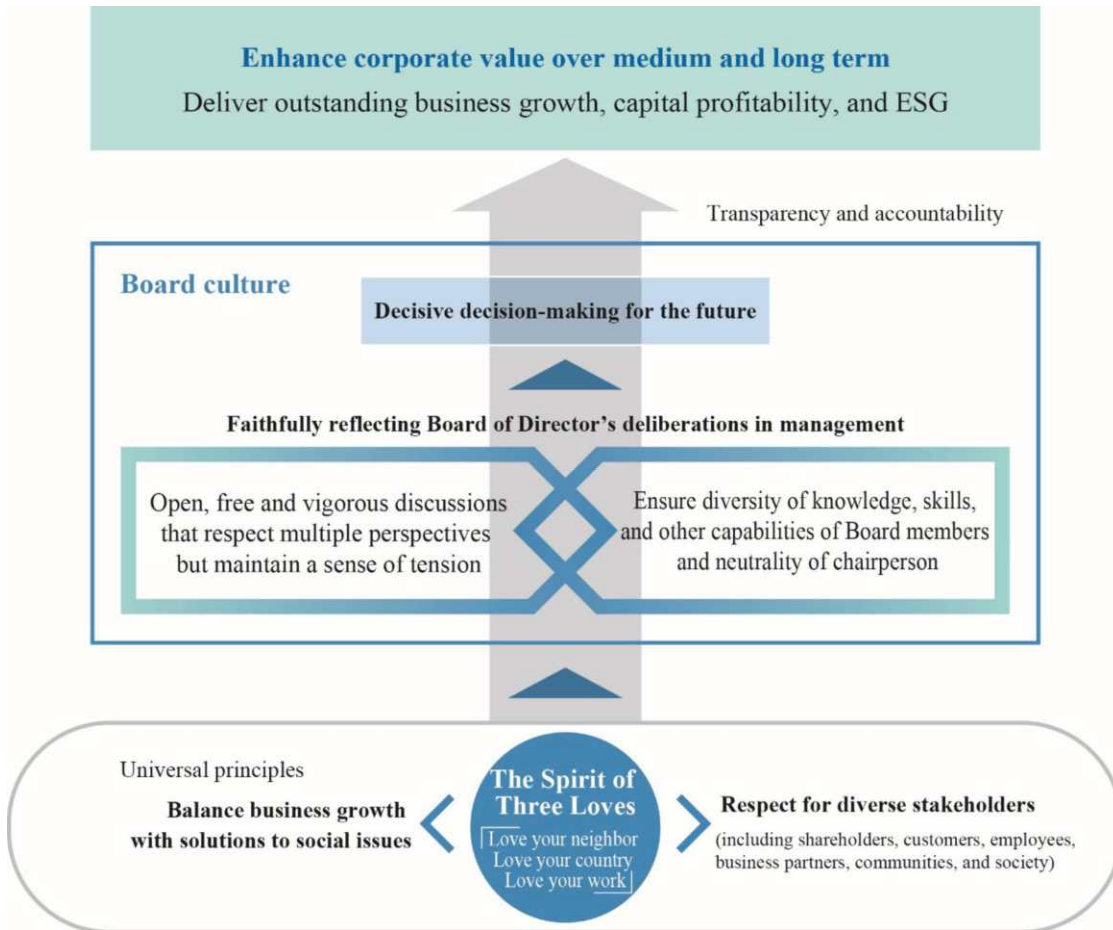 Enhance corporate value over medium and long term
Deliver outstanding business growth, capital profitability, and ESG
Transparency and accountability
Board culture
Decisive decision-making for the future
Faithfully reflecting Board of Director's deliberations in management
Open, free and vigorous discussions
that respect multiple perspectives
but maintain a sense of tension
Ensure diversity of knowledge, skills,
and other capabilities of Board members
and neutrality of chairperson
Universal principles
Balance business growth
with solutions to social issues
The Spirit of
Three Loves
Love your neighbor
Love your country
Love your work
Respect for diverse stakeholders
(including shareholders, customers, employees,
business partners, communities, and society)